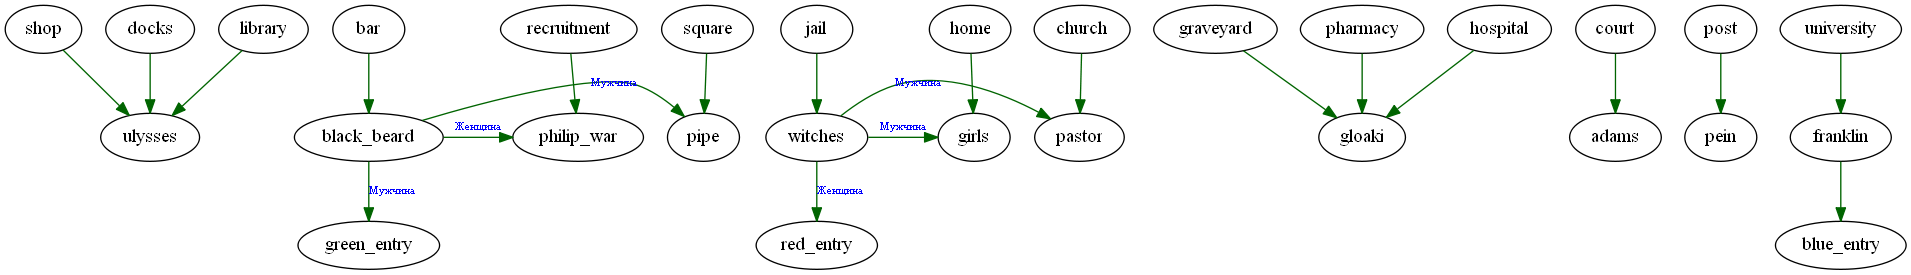 shop
docks
library
bar
recruitment
square
jail
home
church
graveyard
pharmacy
hospital
court
post
university
Мужчина
Мужчина
Женщина
Мужчина
ulysses
black_beard
philip_war
pipe
witches
girls
pastor
gloaki
adams
pein
franklin
Мужчина
Женщина
green_entry
red_entry
blue_entry